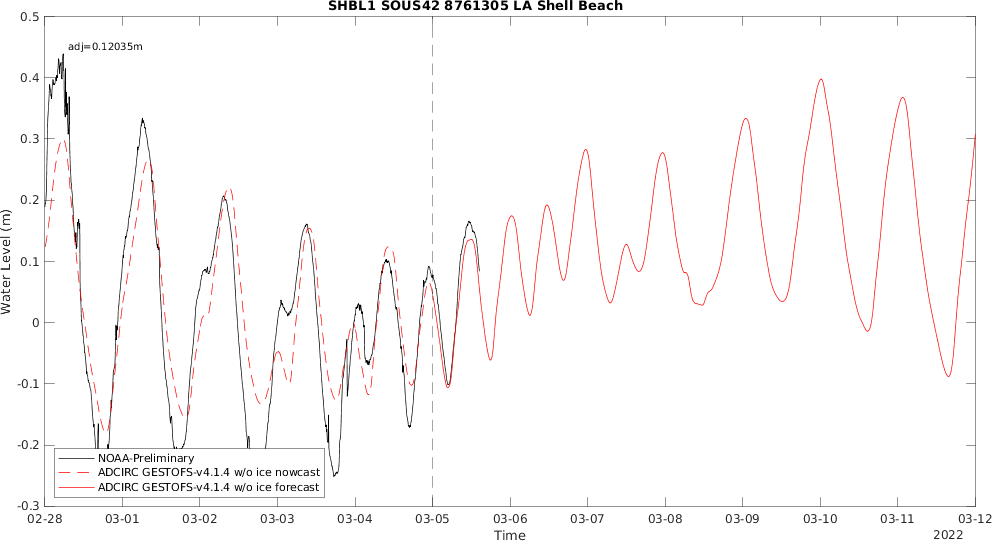 SHBL1 SOUS42 8761305 LA Shell Beach
adj=0.12035m
0.5
0.4
0.3
0.2
0.1
0
-0.1
-0.2
-0.3
Water Level (m)
NOAA-Preliminary
ADCIRC GESTOFS-v4.1.4 w/o ice nowcast
ADCIRC GESTOFS-v4.1.4 w/o ice forecast
02-28 03-01 03-02 03-03 03-04 03-05 03-06 03-07 03-08 03-09 03-10 03-11 03-12
Time
2022